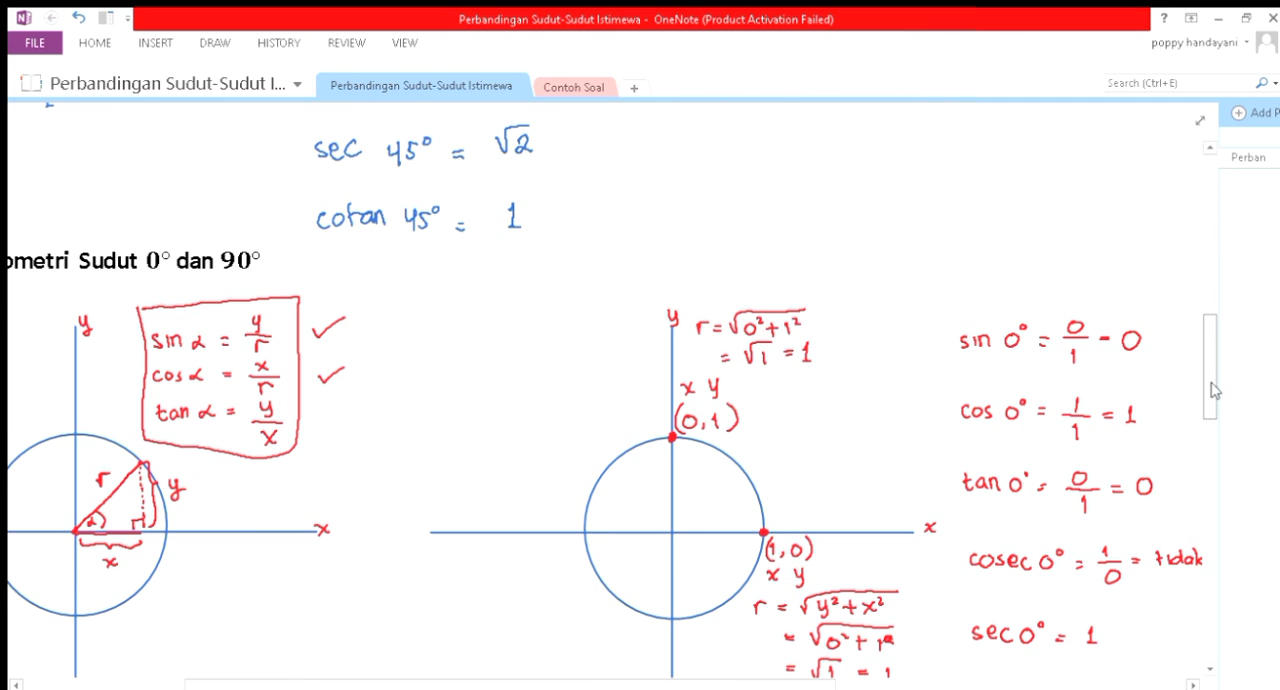 Perbandingan Sudut-Sudut Istimewa - OneNote (Product Activation Failed)
FILE HOME INSERT DRAW HISTORY REVIEW VIEW
poppy handayani
Perbandingan Sudut-Sudut I...
Perbandingan Sudut-Sudut Istimewa
Contoh Soal
Search (Ctrl+E)
Add P
Perban
sec 45° = √2
cotan 45° = 1
ometri Sudut 0° dan 90°
y
sin α = y/r
cos α = x/r
tan α = y/x
r
y
α
x
x
y
r = √0²+1²
= √1 = 1
x y
(0,1)
x
(1,0)
x y
r = √y²+x²
= √0²+1²
= √1 = 1
sin 0° = 0/1 = 0
cos 0° = 1/1 = 1
tan 0° = 0/1 = 0
cosec 0° = 1/0 = tidak
sec 0° = 1